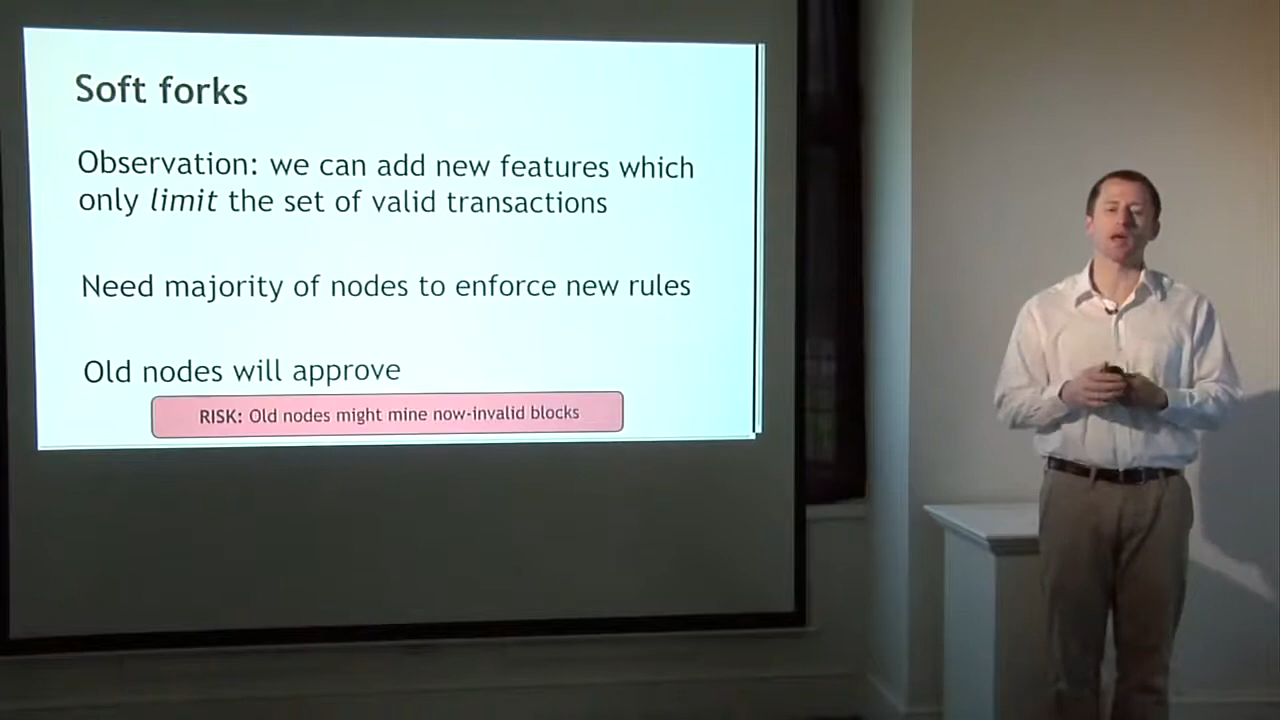 Soft forks
Observation: we can add new features which
only limit the set of valid transactions
Need majority of nodes to enforce new rules
Old nodes will approve
RISK: Old nodes might mine now-invalid blocks